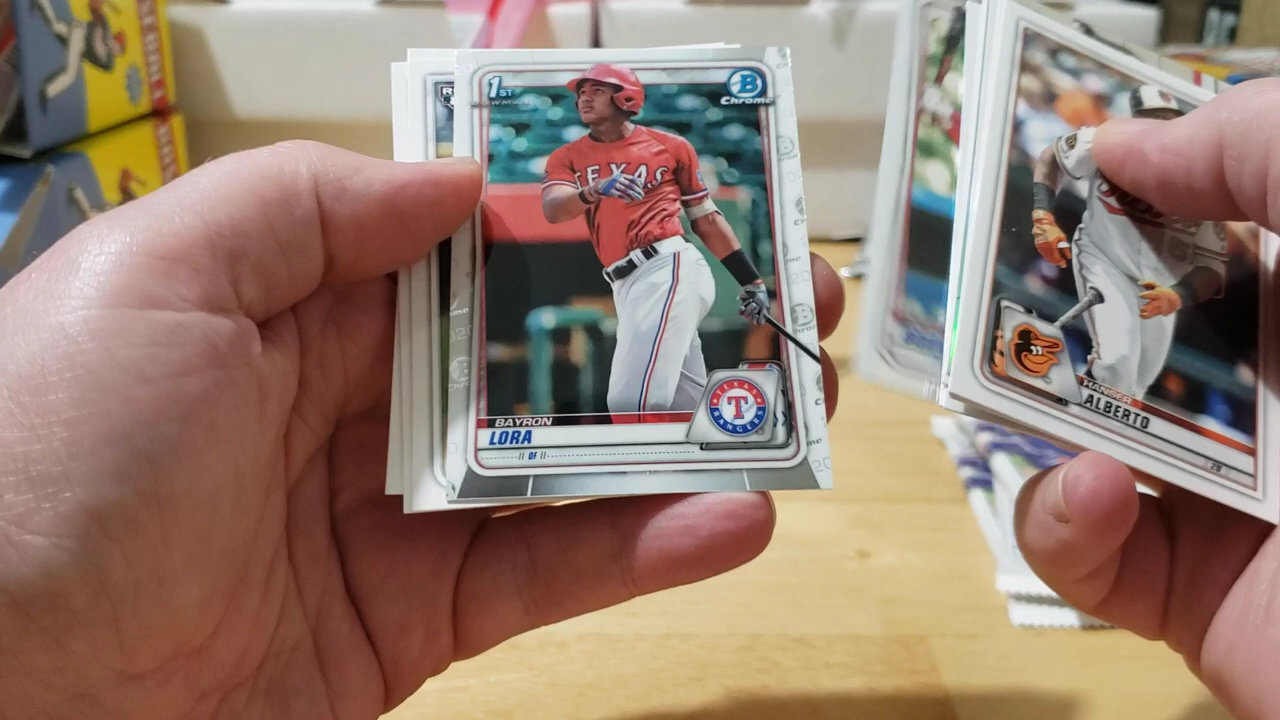 1ST
B
Chrome
TEXAS
TEXAS
T
RANGERS
BAYRON
LORA
OF
HANSER
ALBERTO
2B